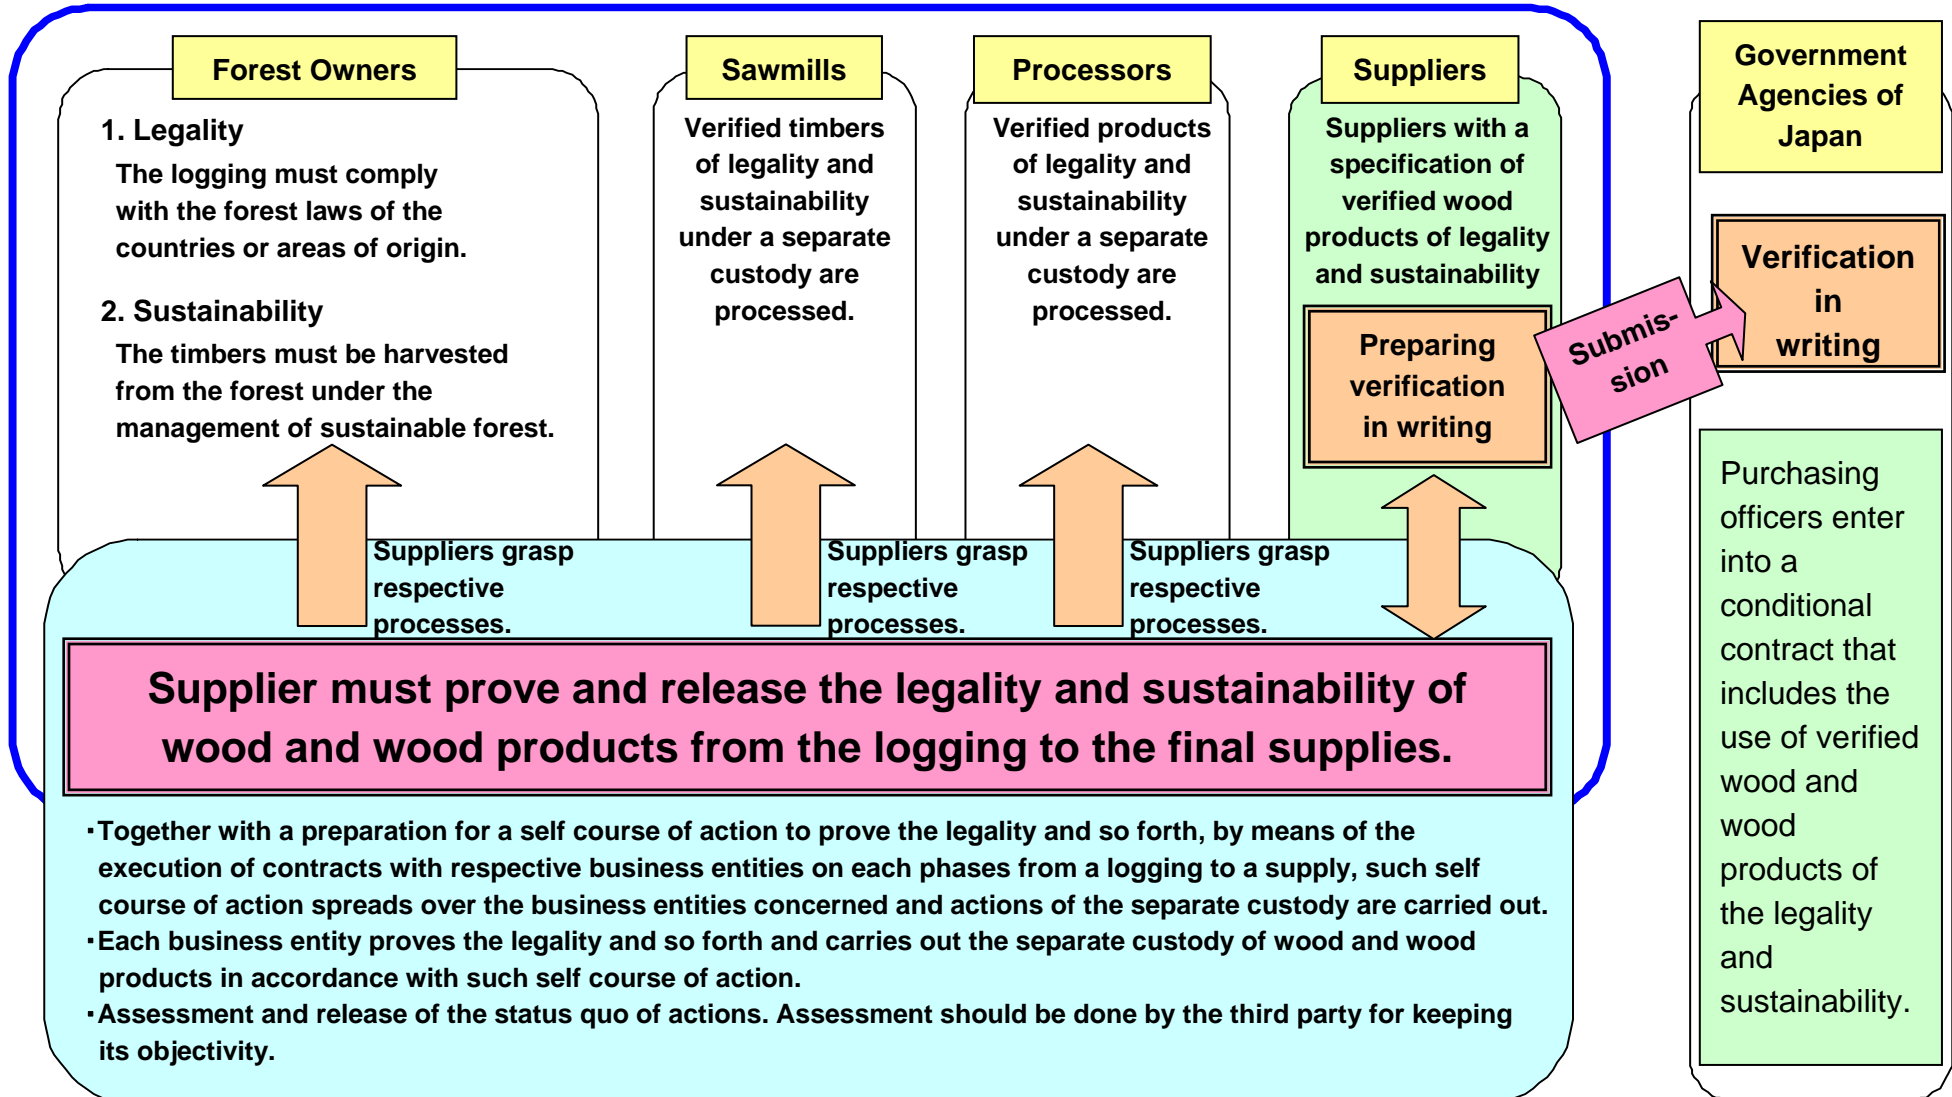 Forest Owners
1. Legality
The logging must comply
with the forest laws of the
countries or areas of origin.
2. Sustainability
The timbers must be harvested
from the forest under the
management of sustainable forest.
Sawmills
Verified timbers
of legality and
sustainability
under a separate
custody are
processed.
Processors
Verified products
of legality and
sustainability
under a separate
custody are
processed.
Suppliers
Suppliers with a
specification of
verified wood
products of legality
and sustainability
Preparing
verification
in writing
Submis-
sion
Government
Agencies of
Japan
Verification
in
writing
Purchasing
officers enter
into a
conditional
contract that
includes the
use of verified
wood and
wood
products of
the legality
and
sustainability.
Suppliers grasp
respective
processes.
Suppliers grasp
respective
processes.
Suppliers grasp
respective
processes.
Supplier must prove and release the legality and sustainability of
wood and wood products from the logging to the final supplies.
・Together with a preparation for a self course of action to prove the legality and so forth, by means of the
execution of contracts with respective business entities on each phases from a logging to a supply, such self
course of action spreads over the business entities concerned and actions of the separate custody are carried out.
・Each business entity proves the legality and so forth and carries out the separate custody of wood and wood
products in accordance with such self course of action.
・Assessment and release of the status quo of actions. Assessment should be done by the third party for keeping
its objectivity.